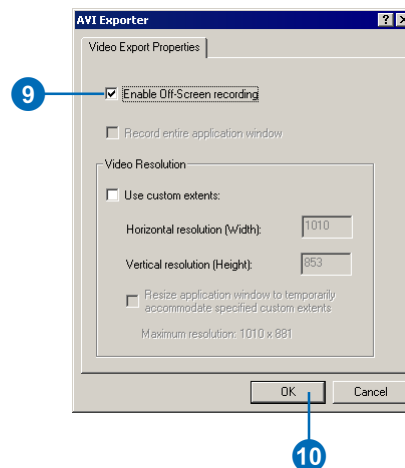 AVI Exporter
Video Export Properties
9
Enable Off-Screen recording
Record entire application window
Video Resolution
Use custom extents:
Horizontal resolution (Width): 1010
Vertical resolution (Height): 853
Resize application window to temporarily
accommodate specified custom extents
Maximum resolution: 1010 x 881
OK Cancel
10